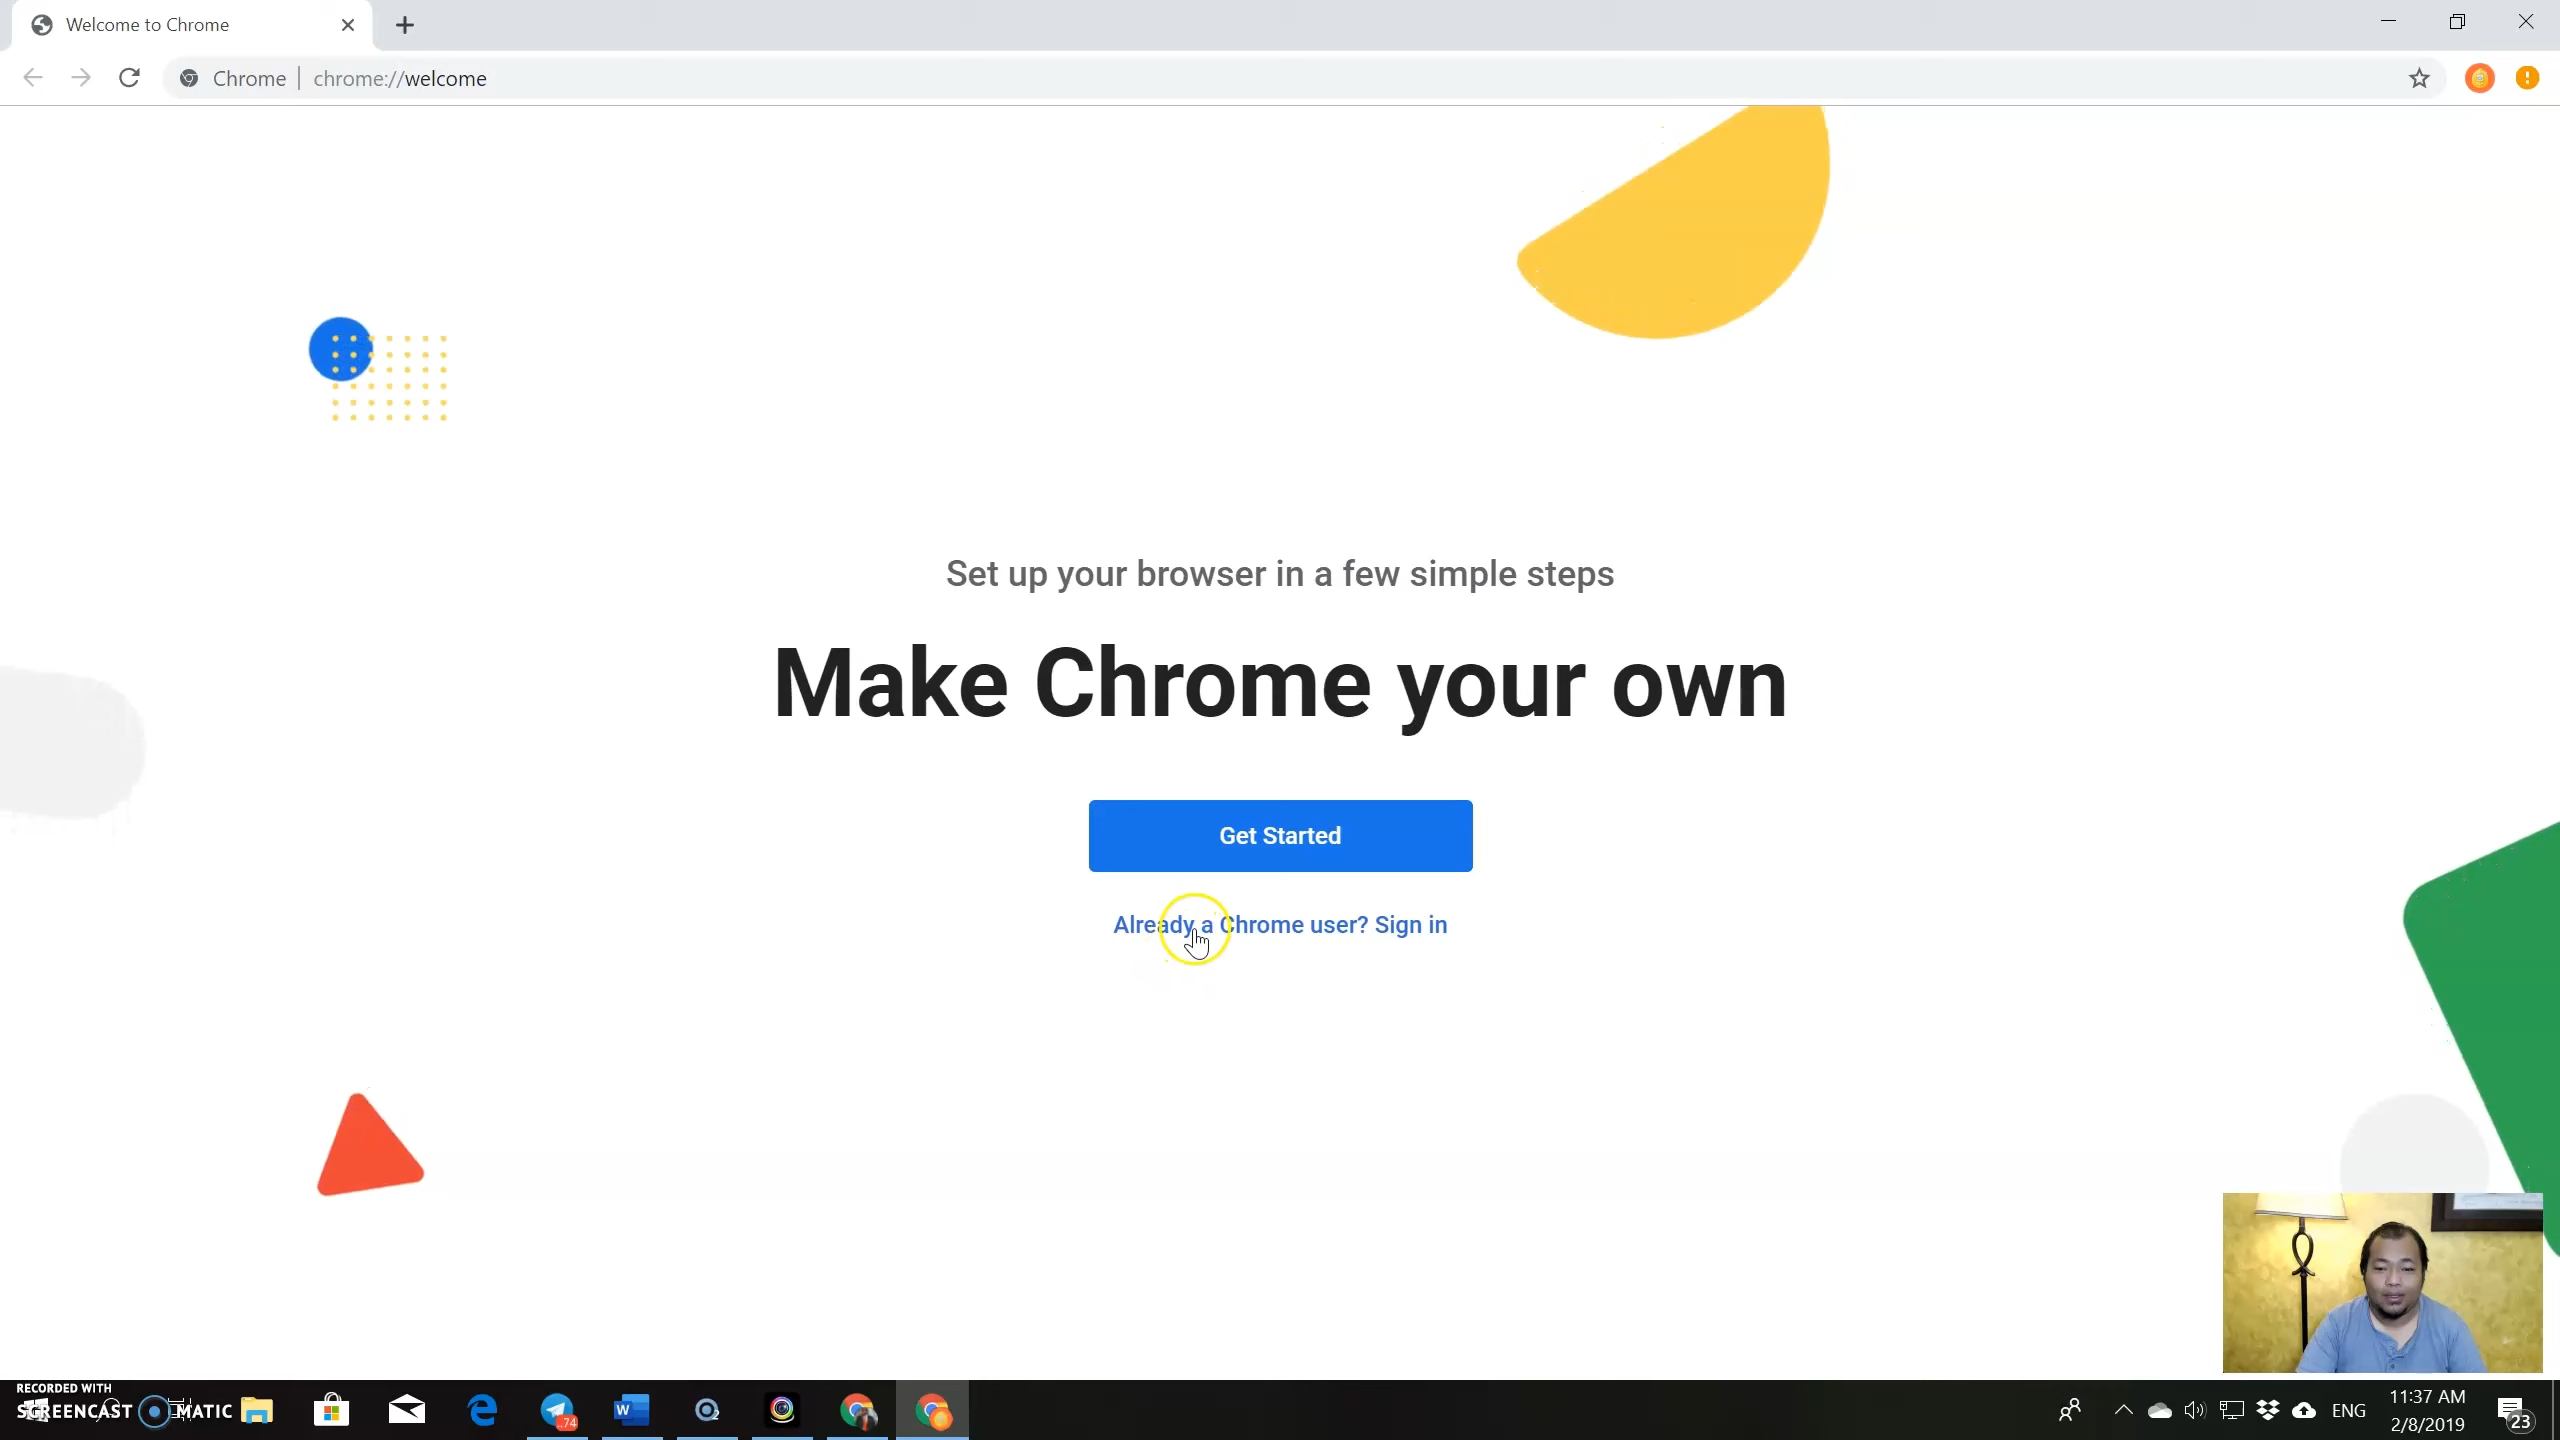 Welcome to Chrome
Chrome | chrome://welcome
Set up your browser in a few simple steps
Make Chrome your own
Get Started
Already a Chrome user? Sign in
RECORDED WITH
SCREENCAST MATIC
..74
ENG
11:37 AM
2/8/2019
23